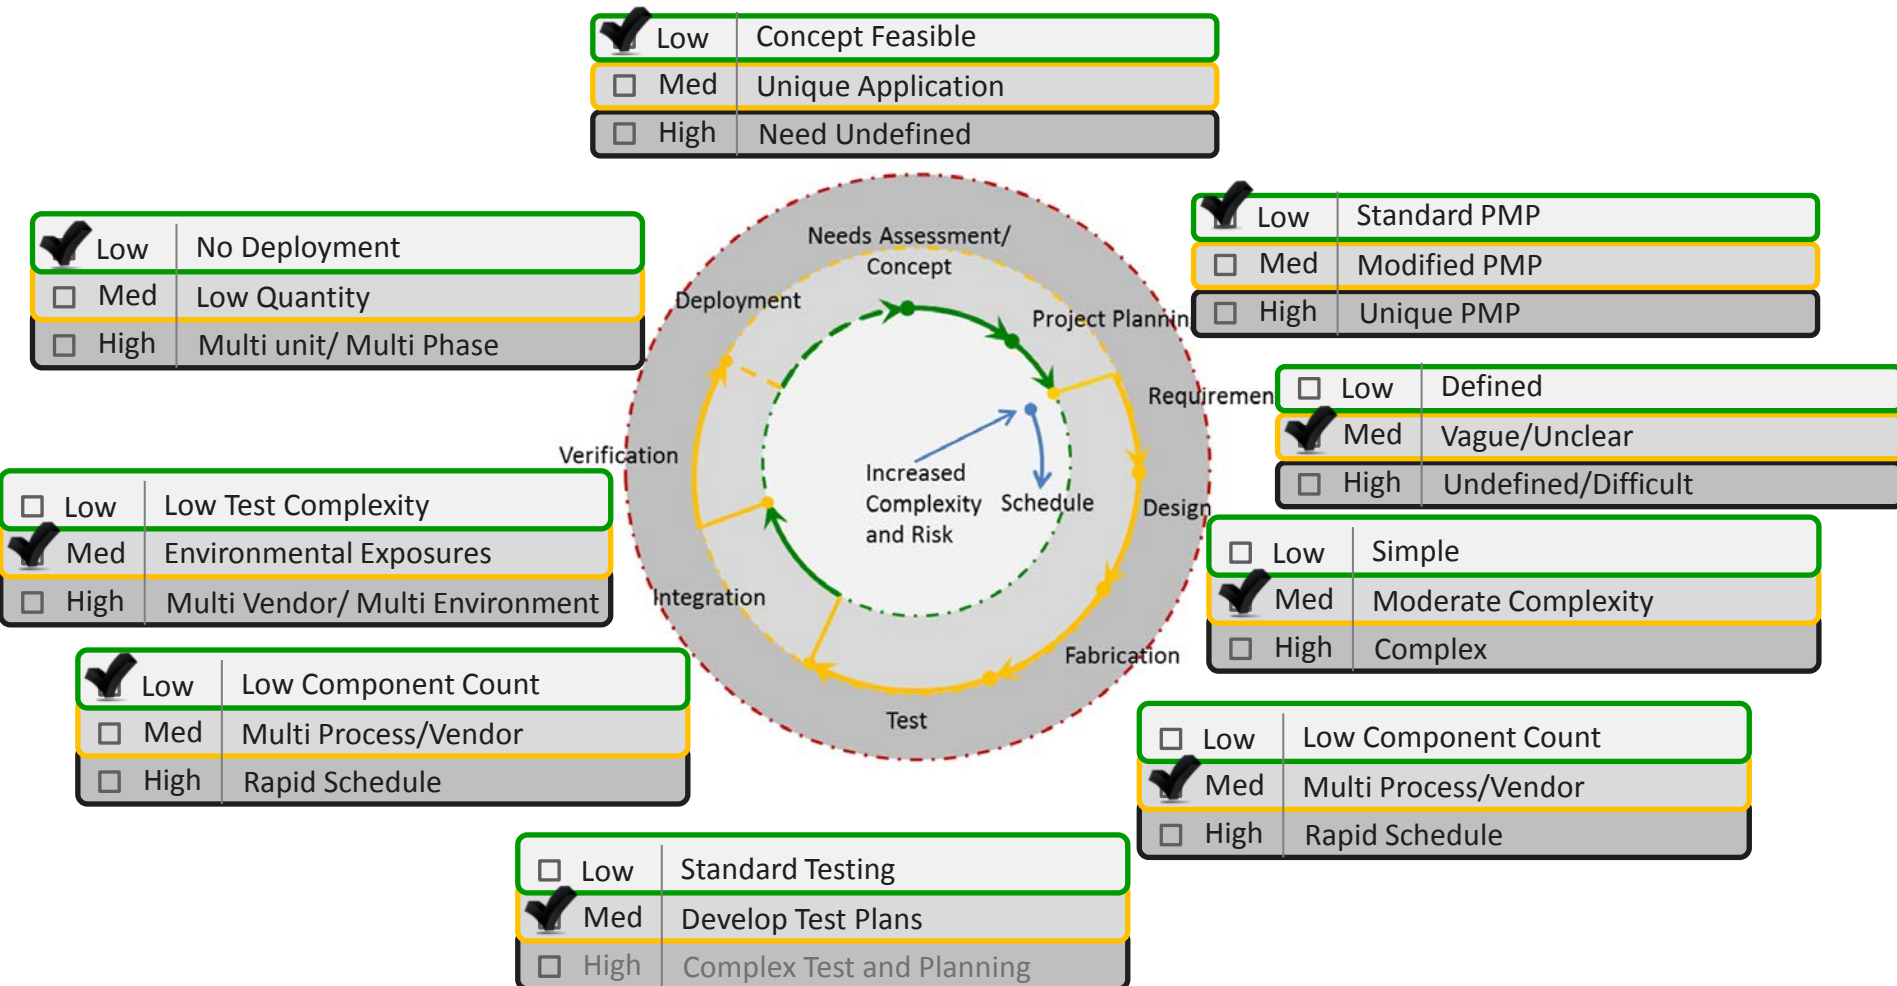 Low Concept Feasible
Med Unique Application
High Need Undefined
Low Standard PMP
Med Modified PMP
High Unique PMP
Low No Deployment
Med Low Quantity
High Multi unit/ Multi Phase
Needs Assessment/
Concept
Deployment
Project Plannin
Requiremen
Low Defined
Med Vague/Unclear
High Undefined/Difficult
Verification
Increased
Complexity
and Risk
Schedule
Design
Low Low Test Complexity
Med Environmental Exposures
High Multi Vendor/ Multi Environment
Low Simple
Med Moderate Complexity
High Complex
Integration
Fabrication
Test
Low Low Component Count
Med Multi Process/Vendor
High Rapid Schedule
Low Low Component Count
Med Multi Process/Vendor
High Rapid Schedule
Low Standard Testing
Med Develop Test Plans
High Complex Test and Planning